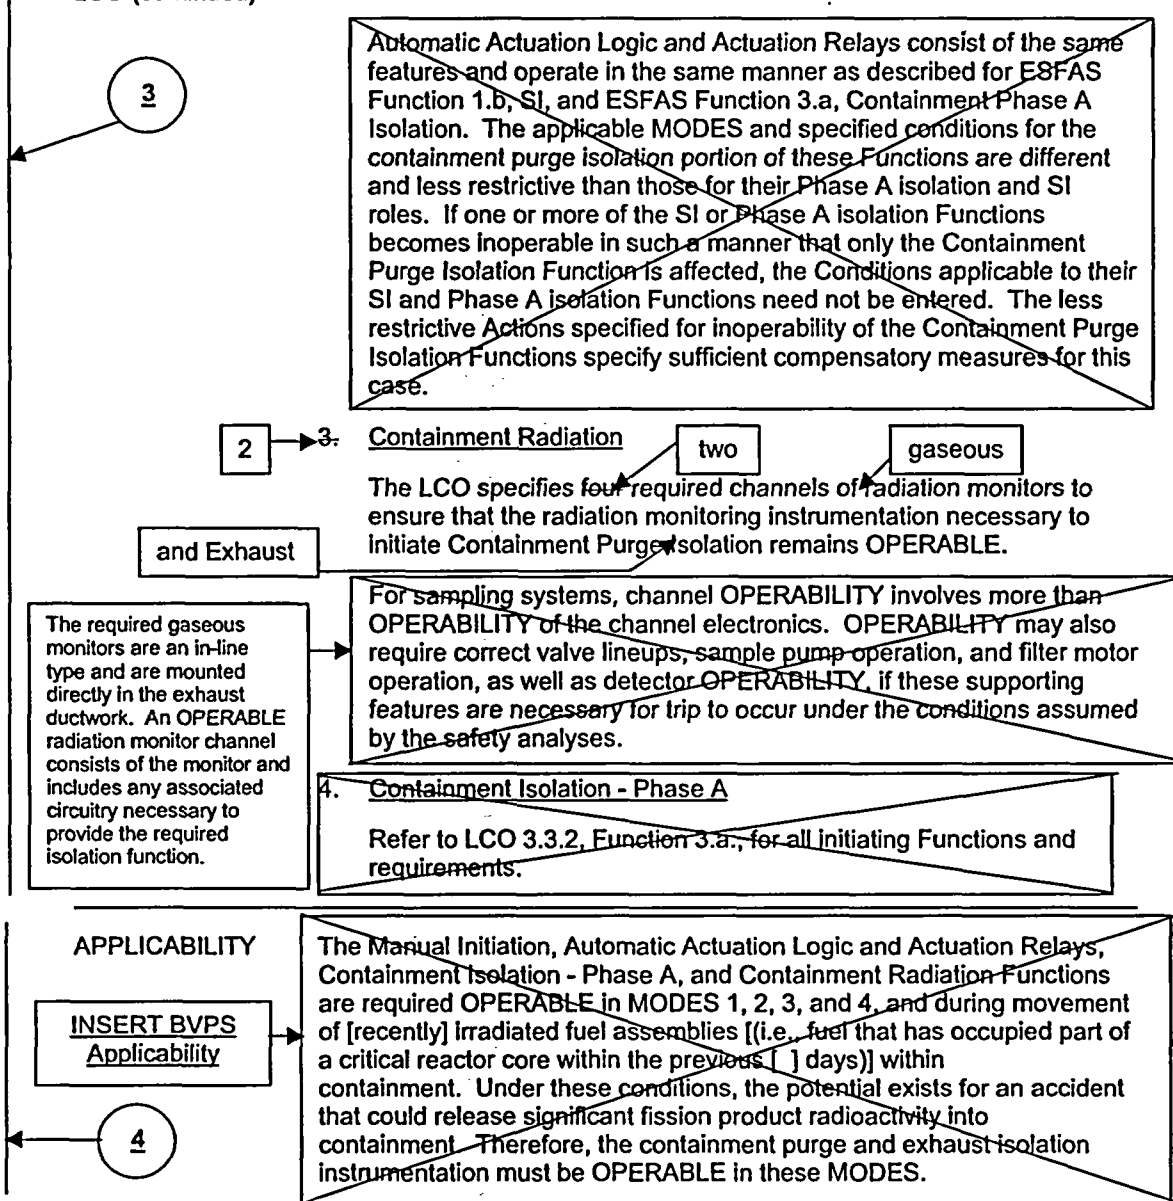 3
Automatic Actuation Logic and Actuation Relays consist of the same
features and operate in the same manner as described for ESFAS
Function 1.b, SI, and ESFAS Function 3.a, Containment Phase A
Isolation. The applicable MODES and specified conditions for the
containment purge isolation portion of these Functions are different
and less restrictive than those for their Phase A isolation and SI
roles. If one or more of the SI or Phase A isolation Functions
becomes inoperable in such a manner that only the Containment
Purge Isolation Function is affected, the Conditions applicable to their
SI and Phase A isolation Functions need not be entered. The less
restrictive Actions specified for inoperability of the Containment Purge
Isolation Functions specify sufficient compensatory measures for this
case.
2
3. Containment Radiation
two
gaseous
The LCO specifies four required channels of radiation monitors to
ensure that the radiation monitoring instrumentation necessary to
initiate Containment Purge Isolation remains OPERABLE.
and Exhaust
For sampling systems, channel OPERABILITY involves more than
OPERABILITY of the channel electronics. OPERABILITY may also
require correct valve lineups, sample pump operation, and filter motor
operation, as well as detector OPERABILITY, if these supporting
features are necessary for trip to occur under the conditions assumed
by the safety analyses.
The required gaseous
monitors are an in-line
type and are mounted
directly in the exhaust
ductwork. An OPERABLE
radiation monitor channel
consists of the monitor and
includes any associated
circuitry necessary to
provide the required
isolation function.
4. Containment Isolation - Phase A
Refer to LCO 3.3.2, Function 3.a., for all initiating Functions and
requirements.
APPLICABILITY
The Manual Initiation, Automatic Actuation Logic and Actuation Relays,
Containment Isolation - Phase A, and Containment Radiation Functions
are required OPERABLE in MODES 1, 2, 3, and 4, and during movement
of [recently] irradiated fuel assemblies [(i.e., fuel that has occupied part of
a critical reactor core within the previous [ ] days)] within
containment. Under these conditions, the potential exists for an accident
that could release significant fission product radioactivity into
containment. Therefore, the containment purge and exhaust isolation
instrumentation must be OPERABLE in these MODES.
INSERT BVPS
Applicability
4